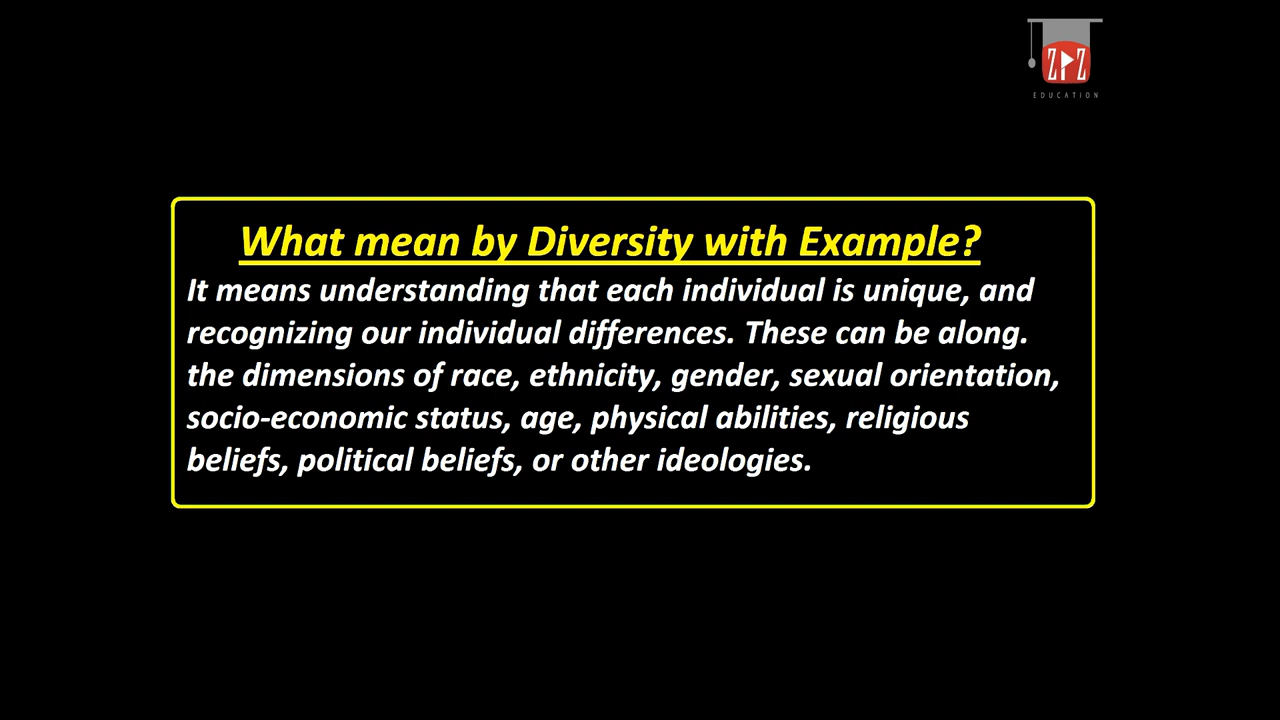 ZPZ
EDUCATION
What mean by Diversity with Example?
It means understanding that each individual is unique, and
recognizing our individual differences. These can be along.
the dimensions of race, ethnicity, gender, sexual orientation,
socio-economic status, age, physical abilities, religious
beliefs, political beliefs, or other ideologies.